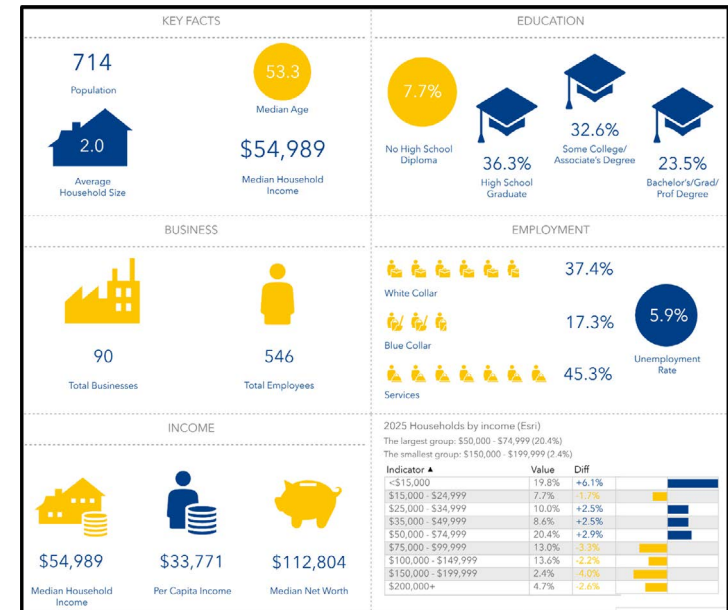 KEY FACTS
714
Population
53.3
Median Age
2.0
Average
Household Size
$54,989
Median Household
Income
EDUCATION
7.7%
No High School
Diploma
36.3%
High School
Graduate
32.6%
Some College/
Associate's Degree
23.5%
Bachelor's/Grad/
Prof Degree
BUSINESS
90
Total Businesses
546
Total Employees
EMPLOYMENT
37.4%
White Collar
17.3%
Blue Collar
45.3%
Services
5.9%
Unemployment
Rate
INCOME
$54,989
Median Household
Income
$33,771
Per Capita Income
$112,804
Median Net Worth
2025 Households by income (Esri)
The largest group: $50,000 - $74,999 (20.4%)
The smallest group: $150,000 - $199,999 (2.4%)
Indicator ▲ Value Diff
<$15,000 19.8% +6.1%
$15,000 - $24,999 7.7% -1.7%
$25,000 - $34,999 10.0% +2.5%
$35,000 - $49,999 8.6% +2.5%
$50,000 - $74,999 20.4% +2.9%
$75,000 - $99,999 13.0% -3.3%
$100,000 - $149,999 13.6% -2.2%
$150,000 - $199,999 2.4% -4.0%
$200,000+ 4.7% -2.6%